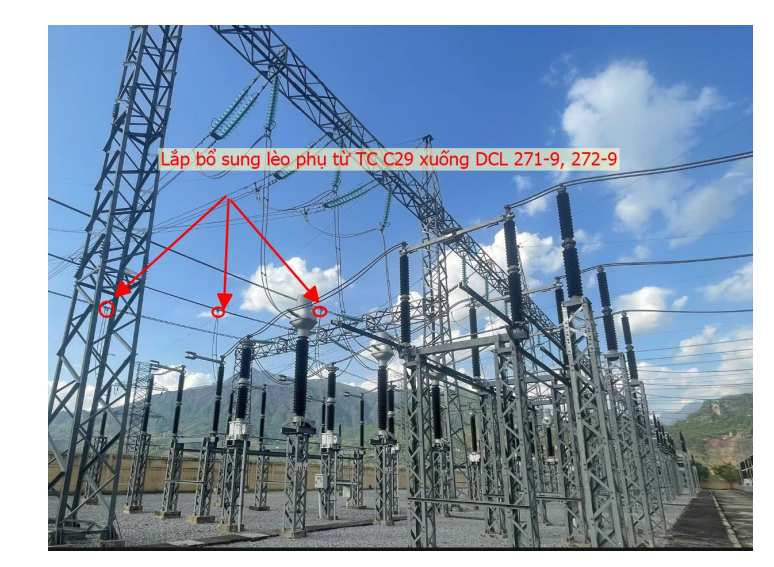 Lắp bổ sung lèo phụ từ TC C29 xuống DCL 271-9, 272-9